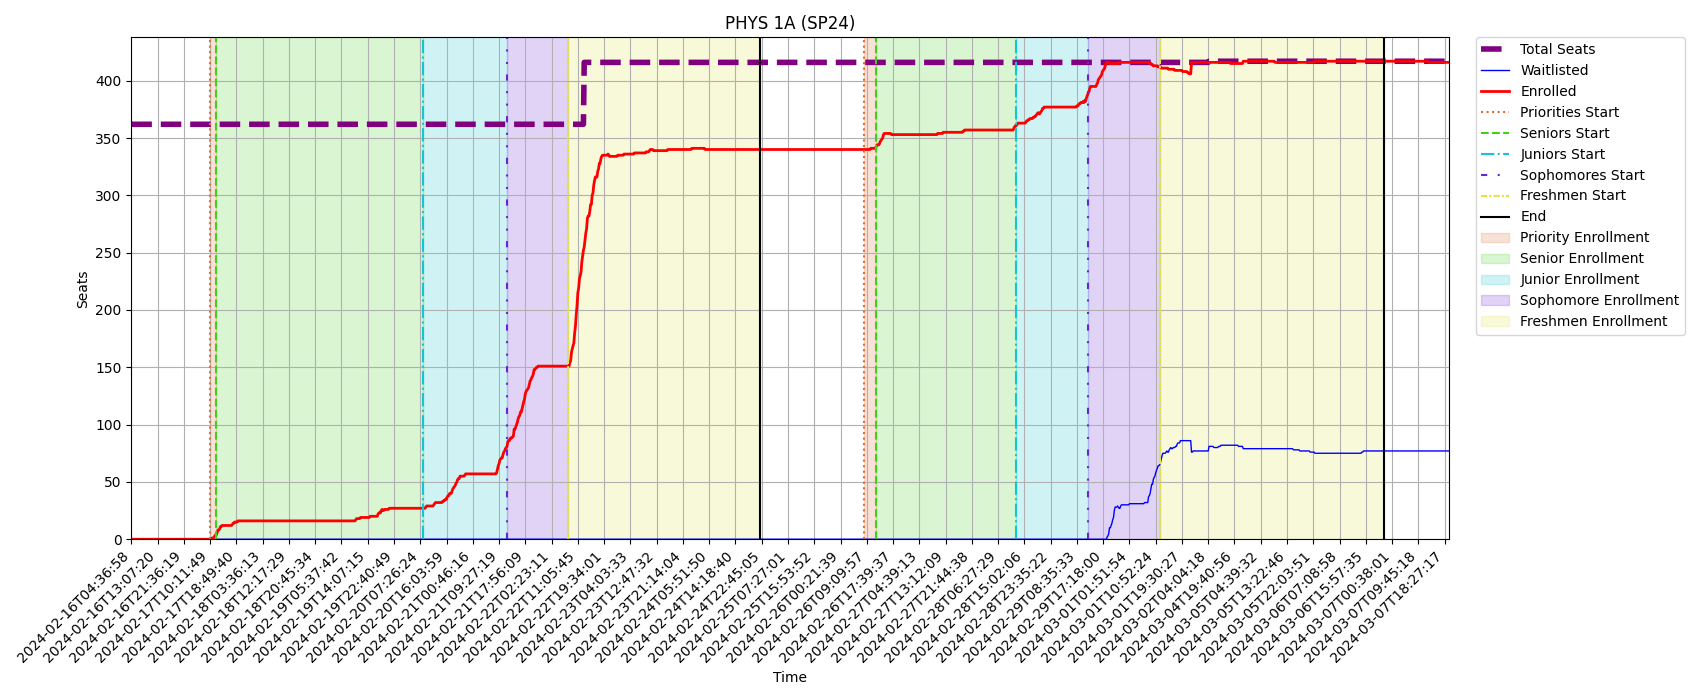 PHYS 1A (SP24)
Seats
400
350
300
250
200
150
100
50
0
2024-02-16T04:36:58
2024-02-16T13:07:20
2024-02-16T21:36:19
2024-02-17T10:11:49
2024-02-17T18:49:40
2024-02-18T03:36:13
2024-02-18T12:17:29
2024-02-18T20:45:34
2024-02-19T05:37:42
2024-02-19T14:07:15
2024-02-19T22:40:49
2024-02-20T07:26:24
2024-02-20T16:03:59
2024-02-21T00:46:16
2024-02-21T09:27:19
2024-02-21T17:56:09
2024-02-22T02:23:11
2024-02-22T11:05:45
2024-02-22T19:34:01
2024-02-23T04:03:33
2024-02-23T12:47:32
2024-02-23T21:14:04
2024-02-24T05:51:50
2024-02-24T14:18:40
2024-02-24T22:45:05
2024-02-25T07:27:01
2024-02-25T15:53:52
2024-02-26T00:21:39
2024-02-26T09:09:57
2024-02-26T17:39:37
2024-02-27T04:39:13
2024-02-27T13:12:09
2024-02-27T21:44:38
2024-02-28T06:27:29
2024-02-28T15:02:06
2024-02-28T23:35:22
2024-02-29T08:35:33
2024-02-29T17:18:00
2024-03-01T01:51:54
2024-03-01T10:52:24
2024-03-01T19:30:27
2024-03-02T04:04:18
2024-03-04T19:40:56
2024-03-05T04:39:32
2024-03-05T13:22:46
2024-03-05T22:03:51
2024-03-06T07:08:58
2024-03-06T15:57:35
2024-03-07T00:38:01
2024-03-07T09:45:18
2024-03-07T18:27:17
Time
Total Seats
Waitlisted
Enrolled
Priorities Start
Seniors Start
Juniors Start
Sophomores Start
Freshmen Start
End
Priority Enrollment
Senior Enrollment
Junior Enrollment
Sophomore Enrollment
Freshmen Enrollment